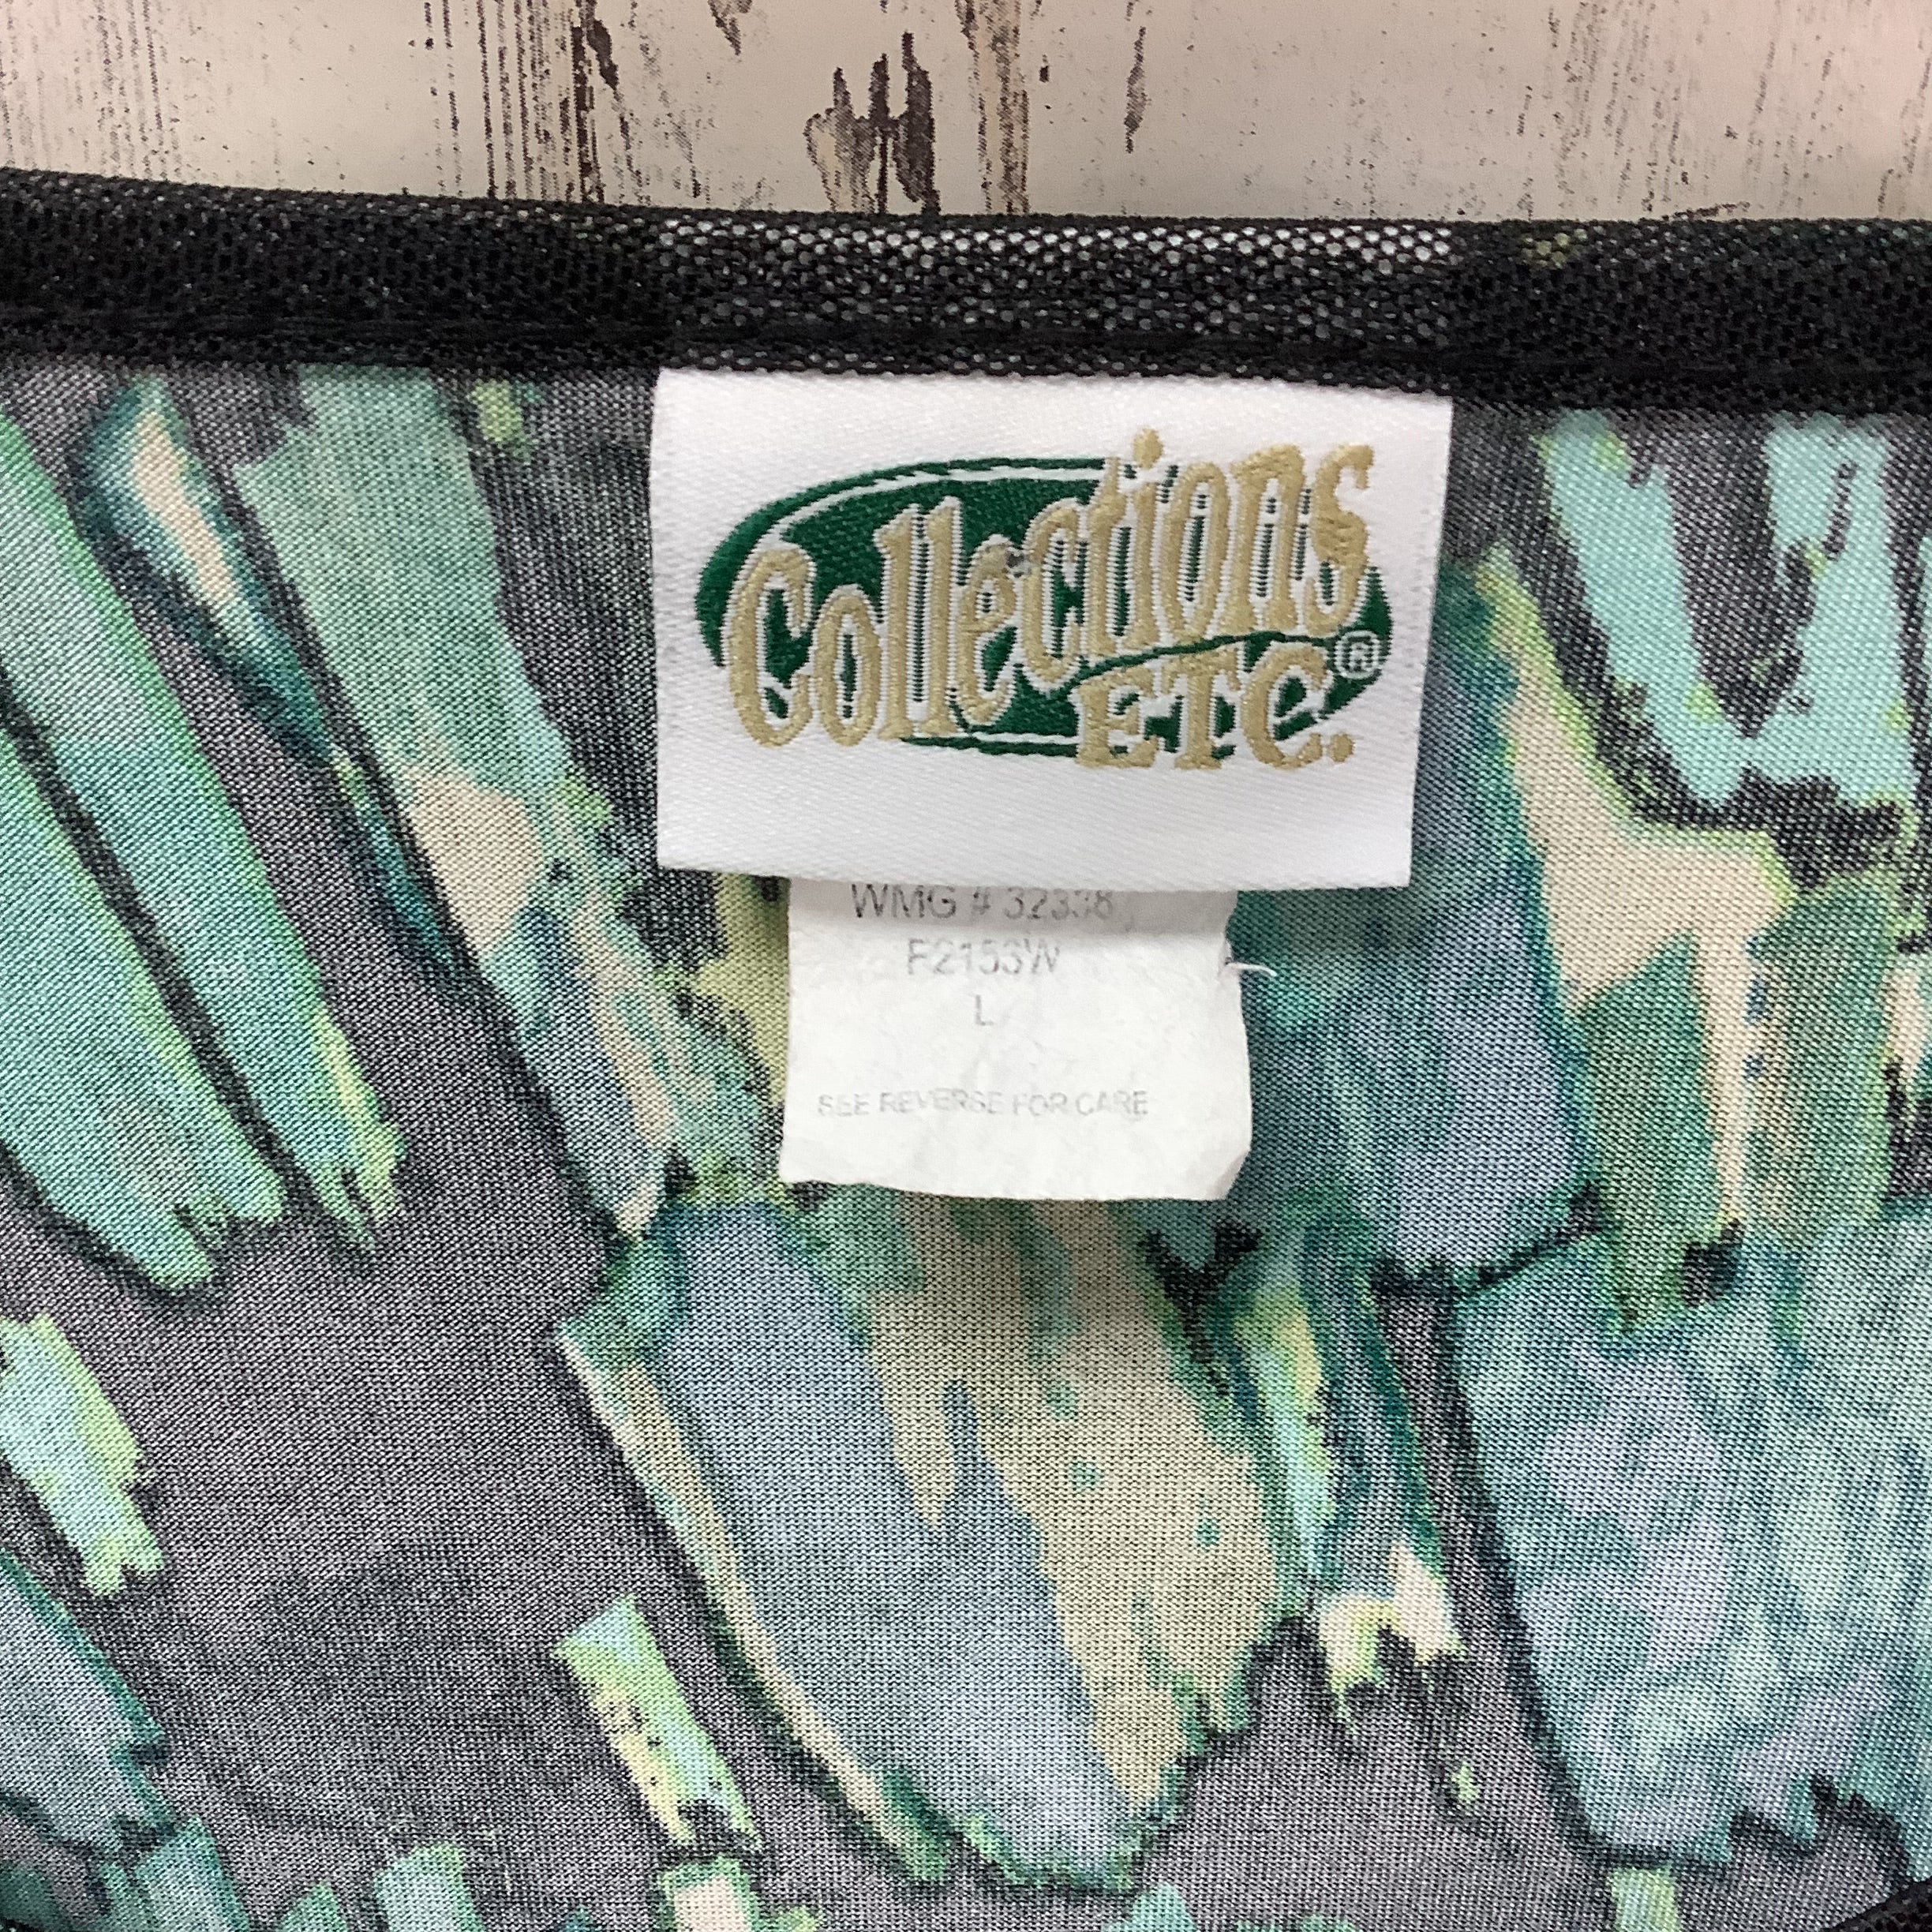 Collections
ETC.®
WMG # 32338
F2153W
L
SEE REVERSE FOR CARE